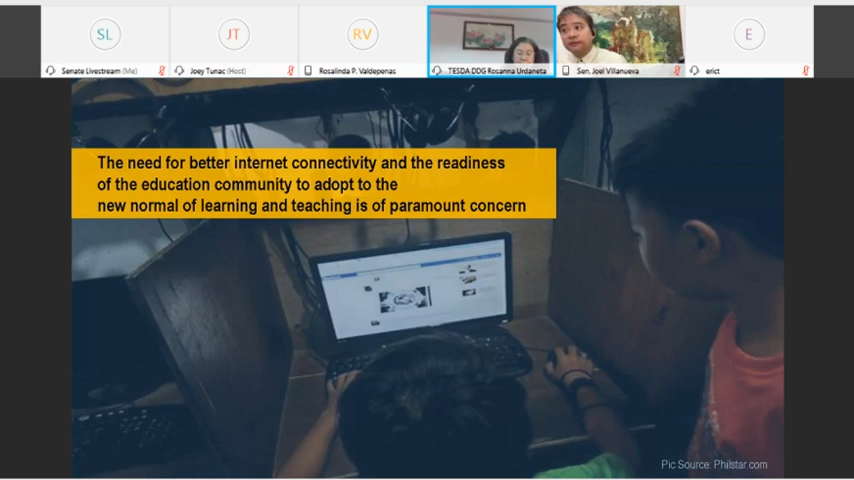 SL
JT
RV
E
Senate Livestream (Me)
Joey Tunac (Host)
Rosalinda P. Valdepenas
TESDA DDG Rosanna Urdaneta
Sen. Joel Villanueva
erict
The need for better internet connectivity and the readiness
of the education community to adopt to the
new normal of learning and teaching is of paramount concern
Pic Source: Philstar.com